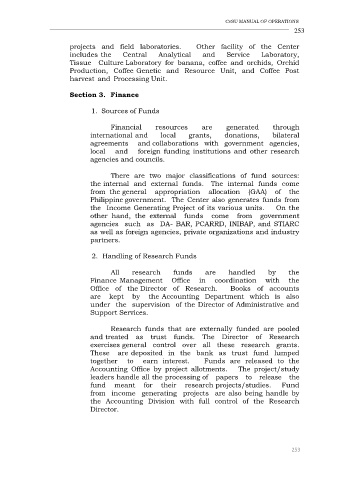 CvSU MANUAL OF OPERATIONS
253
projects and field laboratories. Other facility of the Center
includes the Central Analytical and Service Laboratory,
Tissue Culture Laboratory for banana, coffee and orchids, Orchid
Production, Coffee Genetic and Resource Unit, and Coffee Post
harvest and Processing Unit.
Section 3. Finance
1. Sources of Funds
Financial resources are generated through
international and local grants, donations, bilateral
agreements and collaborations with government agencies,
local and foreign funding institutions and other research
agencies and councils.
There are two major classifications of fund sources:
the internal and external funds. The internal funds come
from the general appropriation allocation (GAA) of the
Philippine government. The Center also generates funds from
the Income Generating Project of its various units. On the
other hand, the external funds come from government
agencies such as DA- BAR, PCARRD, INIBAP, and STIARC
as well as foreign agencies, private organizations and industry
partners.
2. Handling of Research Funds
All research funds are handled by the
Finance Management Office in coordination with the
Office of the Director of Research. Books of accounts
are kept by the Accounting Department which is also
under the supervision of the Director of Administrative and
Support Services.
Research funds that are externally funded are pooled
and treated as trust funds. The Director of Research
exercises general control over all these research grants.
These are deposited in the bank as trust fund lumped
together to earn interest. Funds are released to the
Accounting Office by project allotments. The project/study
leaders handle all the processing of papers to release the
fund meant for their research projects/studies. Fund
from income generating projects are also being handle by
the Accounting Division with full control of the Research
Director.
253